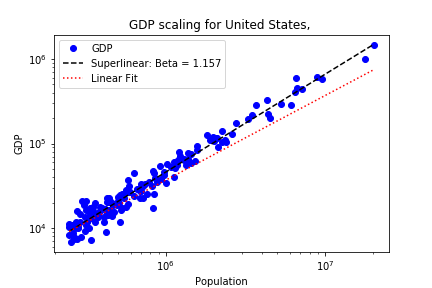 GDP scaling for United States,
GDP
Superlinear: Beta = 1.157
Linear Fit
10⁶
10⁵
10⁴
GDP
10⁶
10⁷
Population